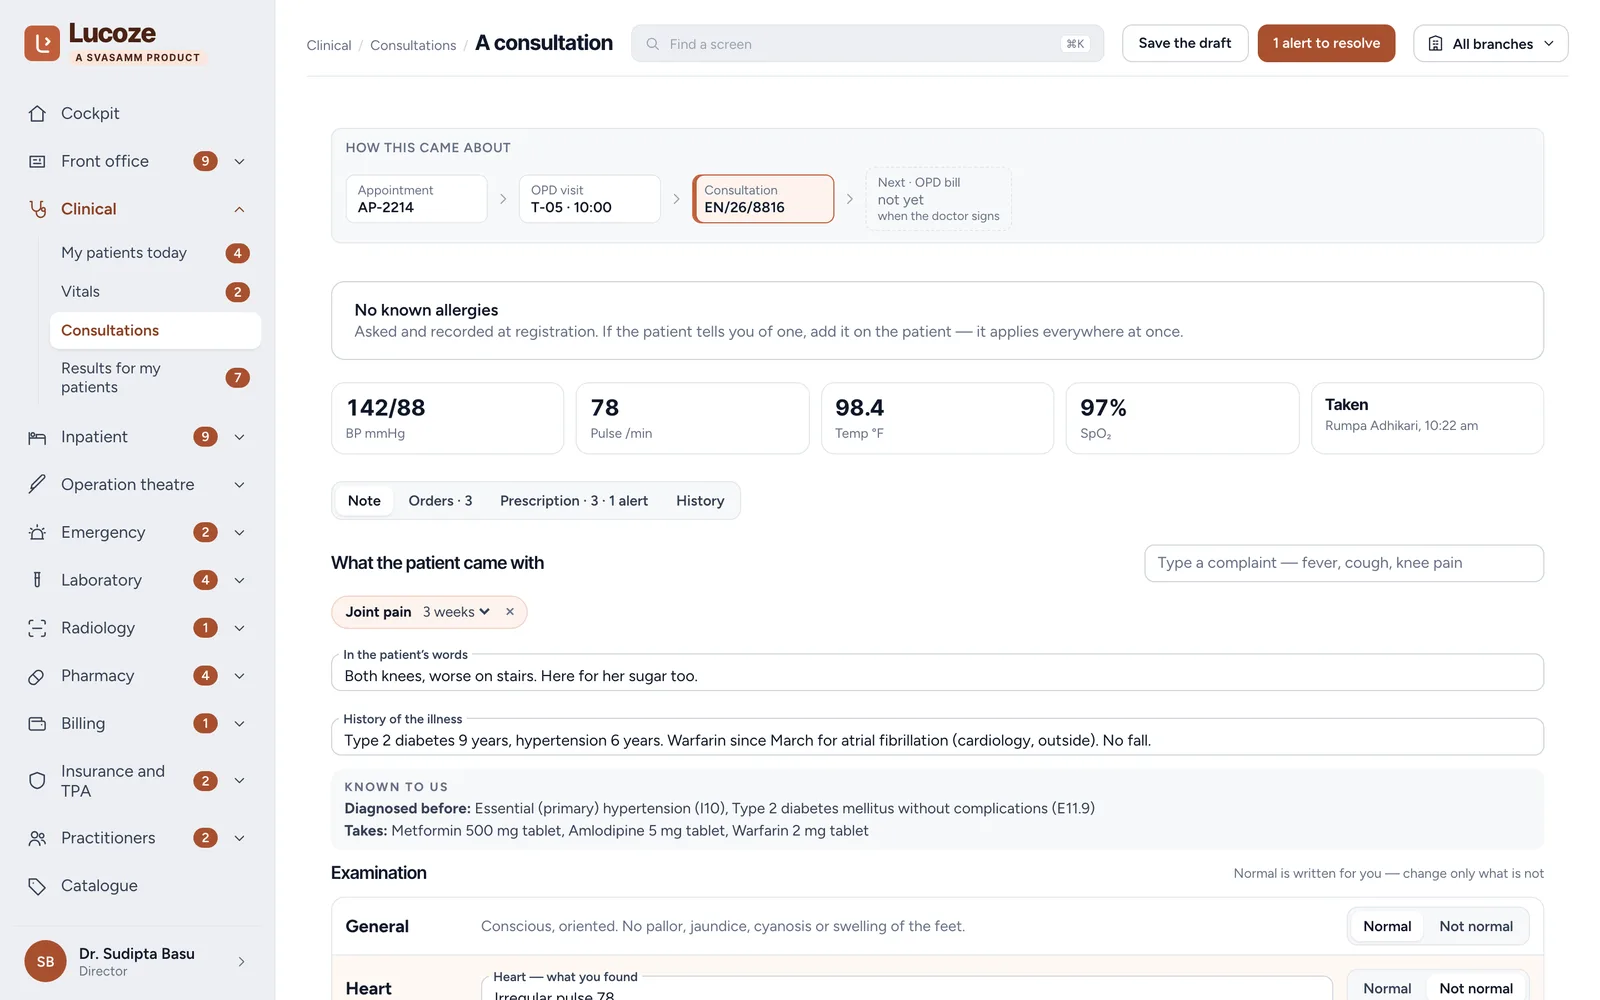 Lucoze
A SVASAMM PRODUCT
Cockpit
Front office 9
Clinical
My patients today 4
Vitals 2
Consultations
Results for my
patients 7
Inpatient 9
Operation theatre
Emergency 2
Laboratory 4
Radiology 1
Pharmacy 4
Billing 1
Insurance and
TPA 2
Practitioners 2
Catalogue
SB
Dr. Sudipta Basu
Director
Clinical / Consultations / A consultation
Find a screen ⌘K
Save the draft
1 alert to resolve
All branches
HOW THIS CAME ABOUT
Appointment
AP-2214
OPD visit
T-05 · 10:00
Consultation
EN/26/8816
Next · OPD bill
not yet
when the doctor signs
No known allergies
Asked and recorded at registration. If the patient tells you of one, add it on the patient — it applies everywhere at once.
142/88
BP mmHg
78
Pulse /min
98.4
Temp °F
97%
SpO₂
Taken
Rumpa Adhikari, 10:22 am
Note
Orders · 3
Prescription · 3 · 1 alert
History
What the patient came with
Type a complaint — fever, cough, knee pain
Joint pain 3 weeks ×
In the patient's words
Both knees, worse on stairs. Here for her sugar too.
History of the illness
Type 2 diabetes 9 years, hypertension 6 years. Warfarin since March for atrial fibrillation (cardiology, outside). No fall.
KNOWN TO US
Diagnosed before: Essential (primary) hypertension (I10), Type 2 diabetes mellitus without complications (E11.9)
Takes: Metformin 500 mg tablet, Amlodipine 5 mg tablet, Warfarin 2 mg tablet
Examination
Normal is written for you — change only what is not
General
Conscious, oriented. No pallor, jaundice, cyanosis or swelling of the feet.
Normal
Not normal
Heart
Heart — what you found
Irregular pulse 78
Normal
Not normal